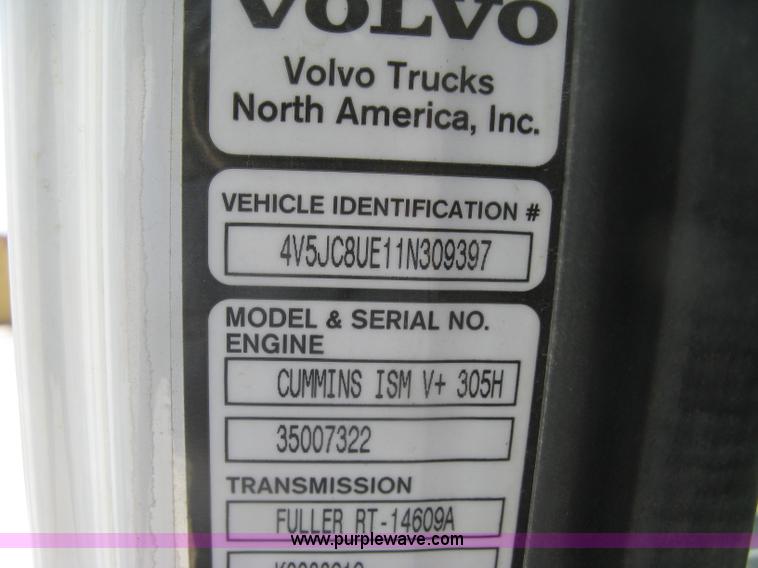 VOLVO
Volvo Trucks
North America, Inc.
VEHICLE IDENTIFICATION #
4V5JC8UE11N309397
MODEL & SERIAL NO.
ENGINE
CUMMINS ISM V+ 305H
35007322
TRANSMISSION
FULLER RT-14609A
www.purplewave.com